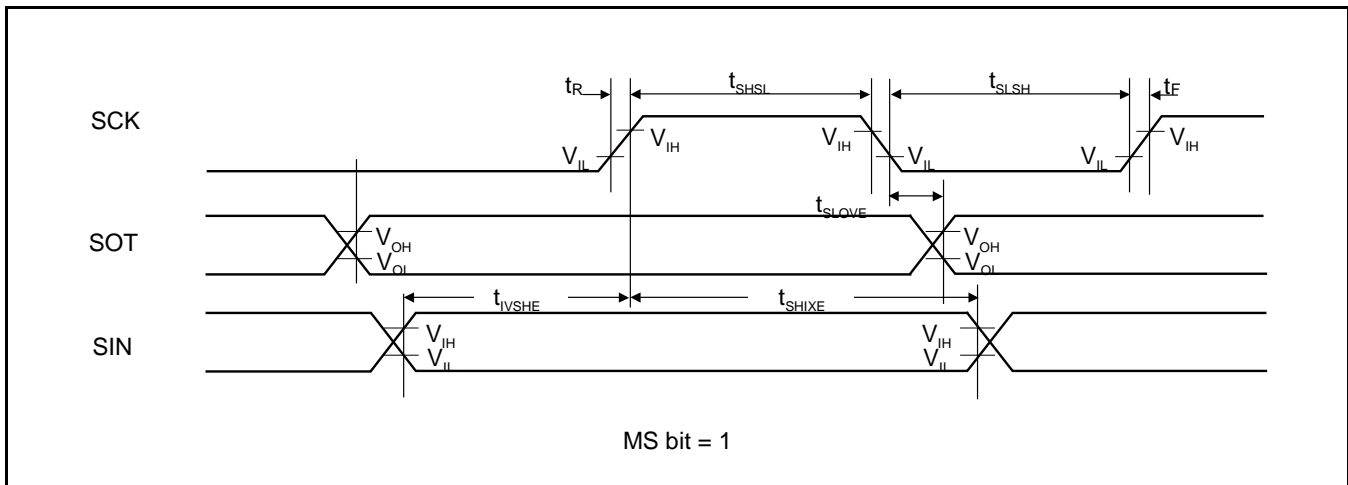 tR tSHSL tSLSH tF
SCK
VIH VIH VIH
VIL VIL VIL
tSLOVE
SOT
VOH VOH
VOL VOL
tIVSHE tSHIXE
SIN
VIH VIH
VIL VIL
MS bit = 1